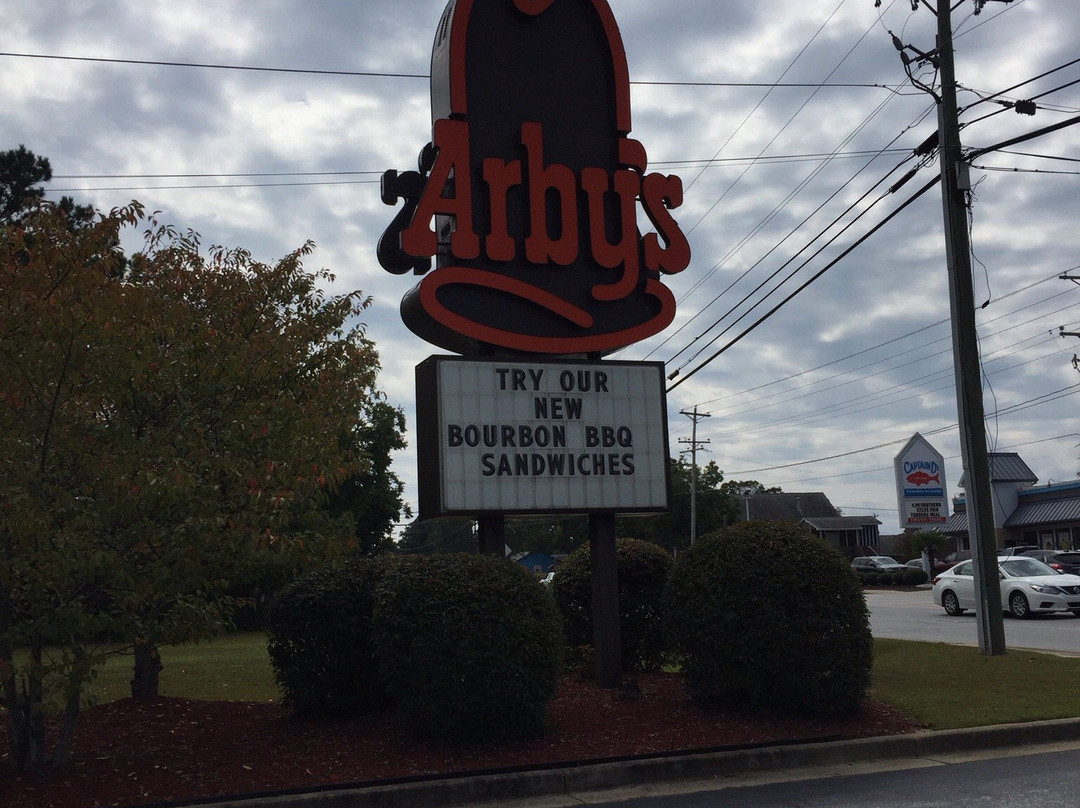 Arby's
TRY OUR
NEW
BOURBON BBQ
SANDWICHES
CAPTAIN D's